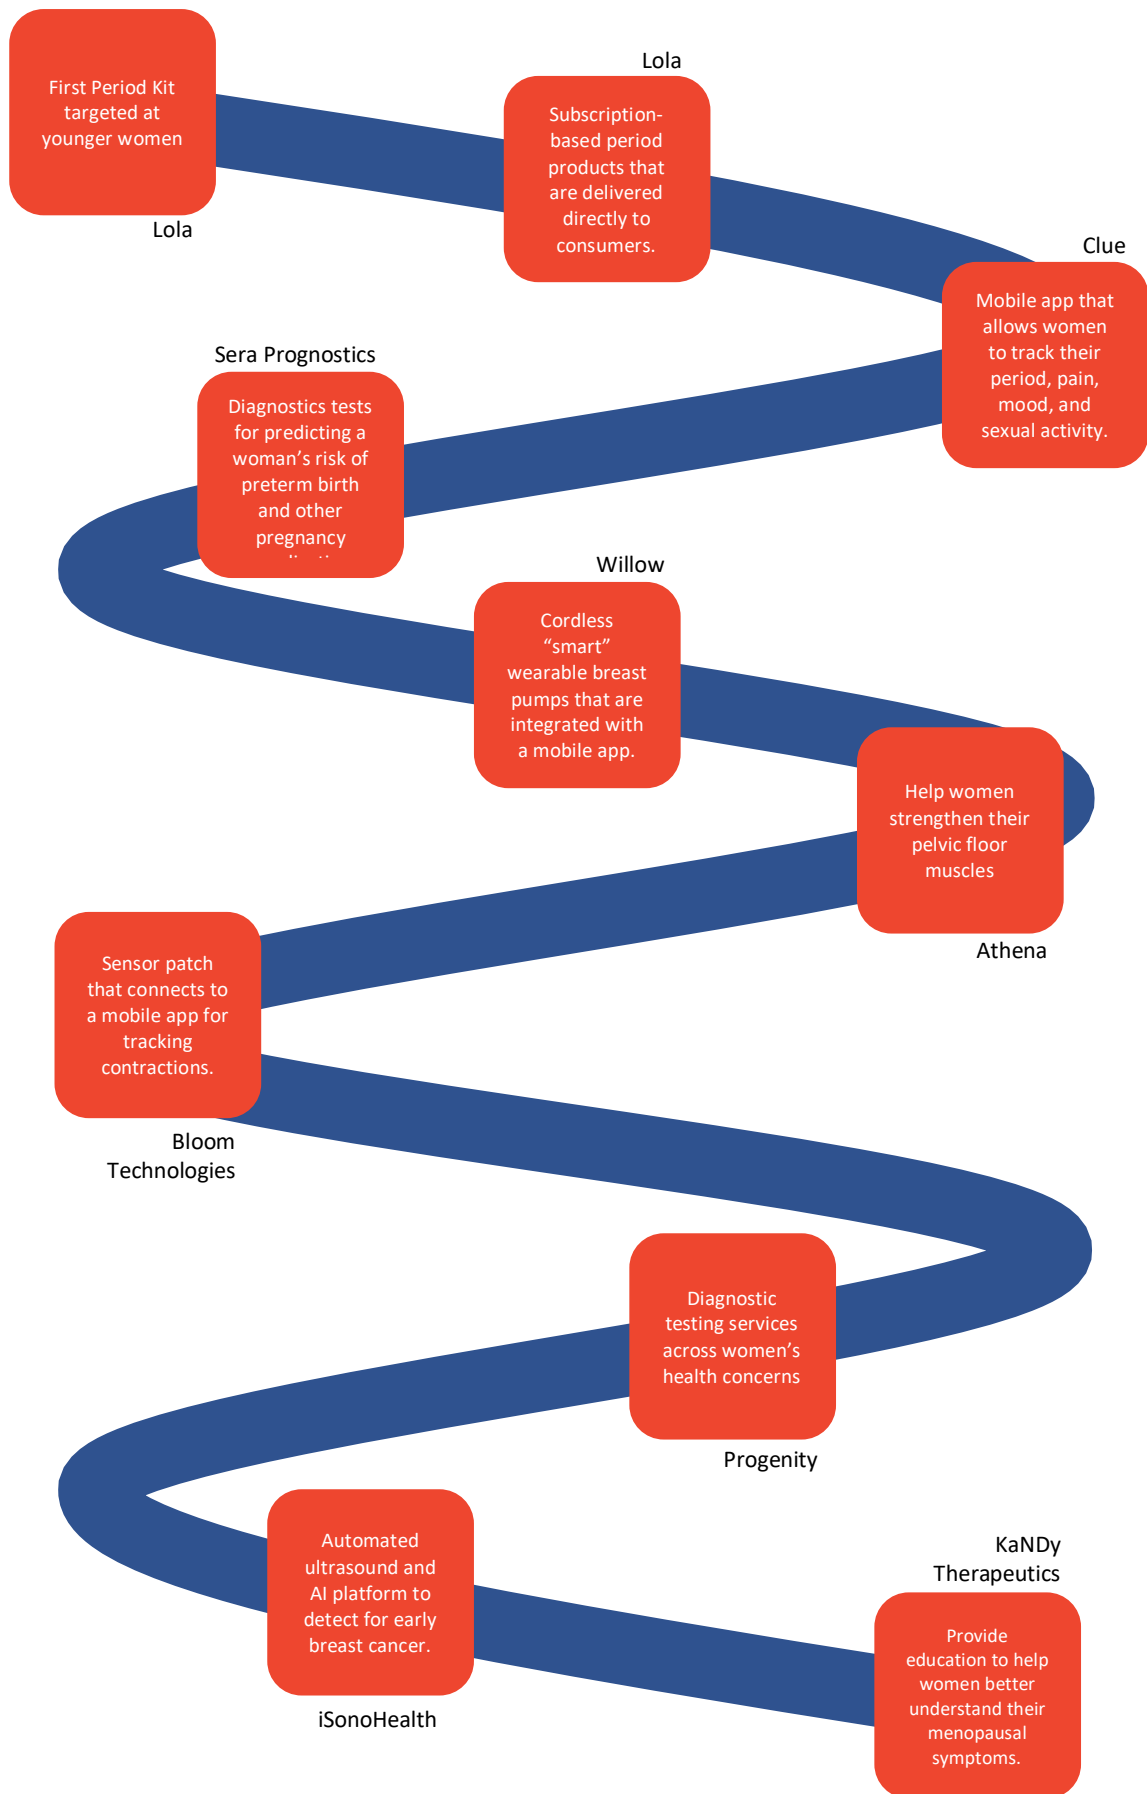 First Period Kit
targeted at
younger women
Lola
Lola
Subscription-
based period
products that
are delivered
directly to
consumers.
Clue
Mobile app that
allows women
to track their
period, pain,
mood, and
sexual activity.
Sera Prognostics
Diagnostics tests
for predicting a
woman’s risk of
preterm birth
and other
pregnancy
Willow
Cordless
“smart”
wearable breast
pumps that are
integrated with
a mobile app.
Help women
strengthen their
pelvic floor
muscles
Athena
Sensor patch
that connects to
a mobile app for
tracking
contractions.
Bloom
Technologies
Diagnostic
testing services
across women’s
health concerns
Progenity
Automated
ultrasound and
AI platform to
detect for early
breast cancer.
iSonoHealth
KaNDy
Therapeutics
Provide
education to help
women better
understand their
menopausal
symptoms.